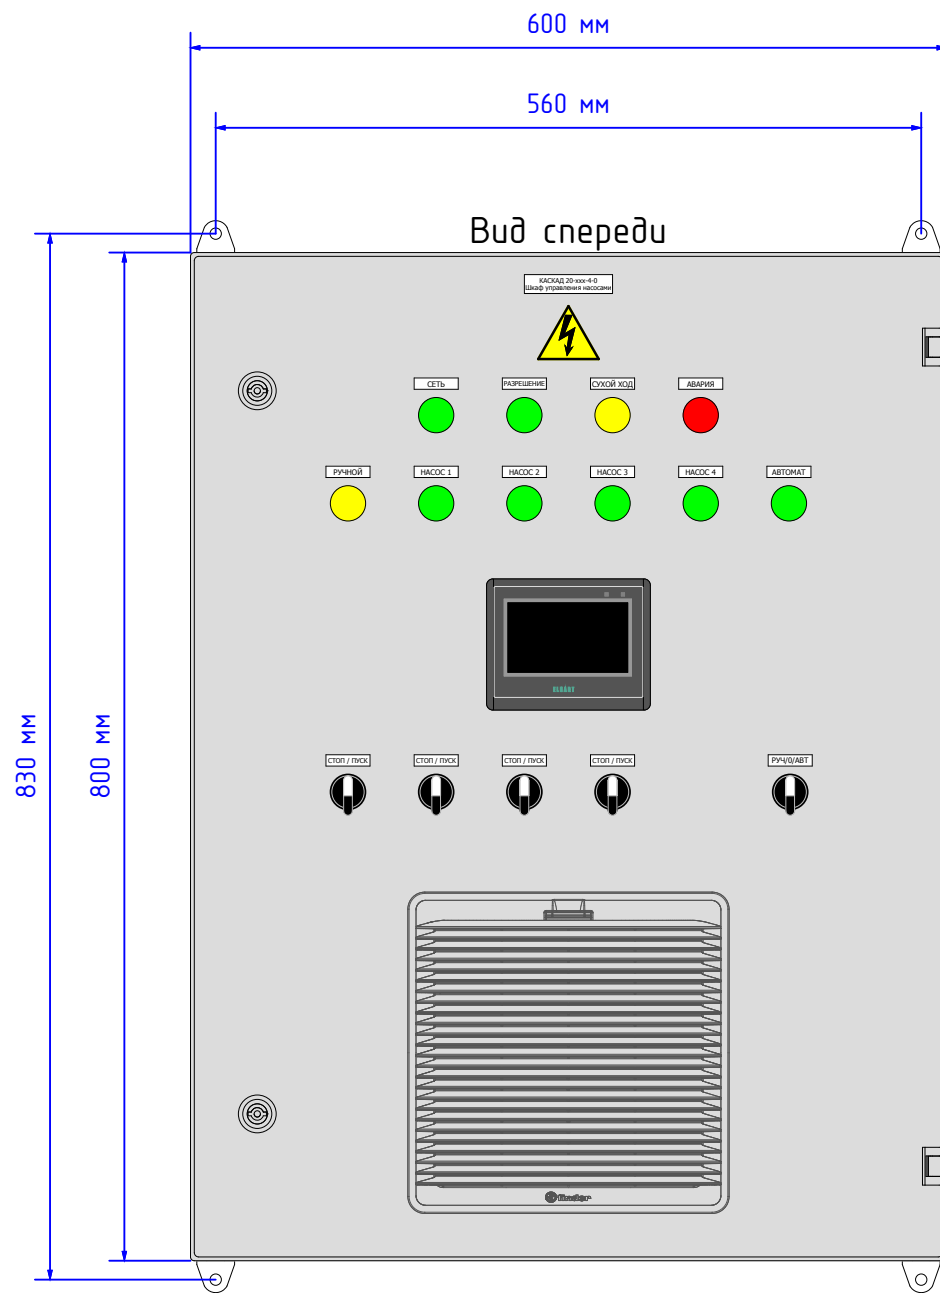 600 мм
560 мм
Вид спереди
КАСКАД 20-xxx-4-0
Шкаф управления насосами
СЕТЬ РАЗРЕШЕНИЕ СУХОЙ ХОД АВАРИЯ
РУЧНОЙ НАСОС 1 НАСОС 2 НАСОС 3 НАСОС 4 АВТОМАТ
ELHART
830 мм
800 мм
СТОП / ПУСК СТОП / ПУСК СТОП / ПУСК СТОП / ПУСК РУЧ/0/АВТ